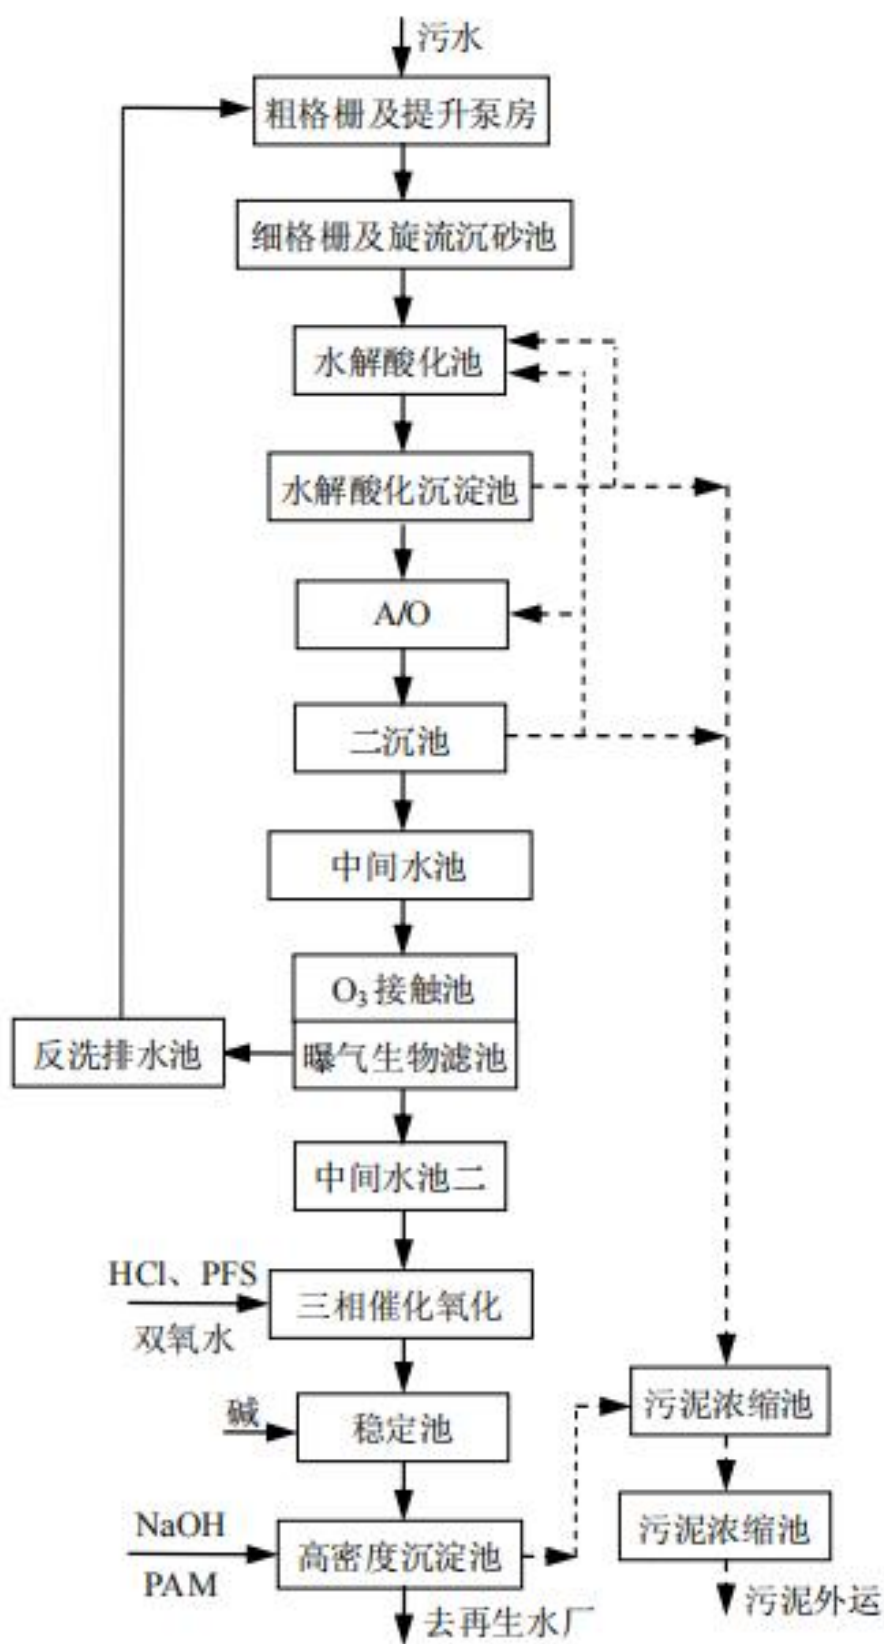 污水
粗格栅及提升泵房
细格栅及旋流沉砂池
水解酸化池
水解酸化沉淀池
A/O
二沉池
中间水池
O₃接触池
反洗排水池
曝气生物滤池
中间水池二
HCl、PFS
双氧水
三相催化氧化
碱
稳定池
污泥浓缩池
NaOH
PAM
高密度沉淀池
污泥浓缩池
去再生水厂
污泥外运